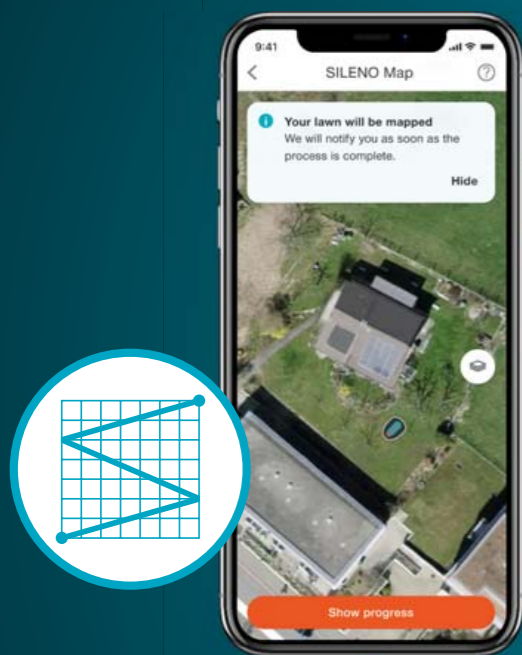 9:41
SILENO Map
Your lawn will be mapped
We will notify you as soon as the
process is complete.
Hide
Show progress